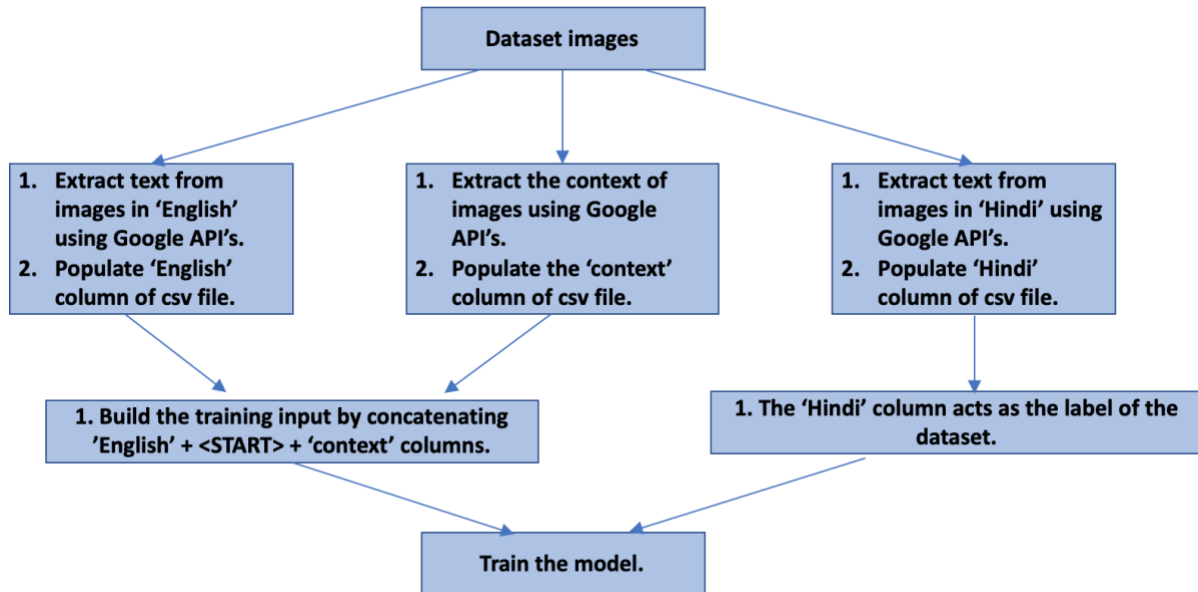 Dataset images
1. Extract text from
images in ‘English’
using Google API’s.
2. Populate ‘English’
column of csv file.
1. Extract the context of
images using Google
API’s.
2. Populate the ‘context’
column of csv file.
1. Extract text from
images in ‘Hindi’ using
Google API’s.
2. Populate ‘Hindi’
column of csv file.
1. Build the training input by concatenating
’English’ + <START> + ‘context’ columns.
1. The ‘Hindi’ column acts as the label of the
dataset.
Train the model.